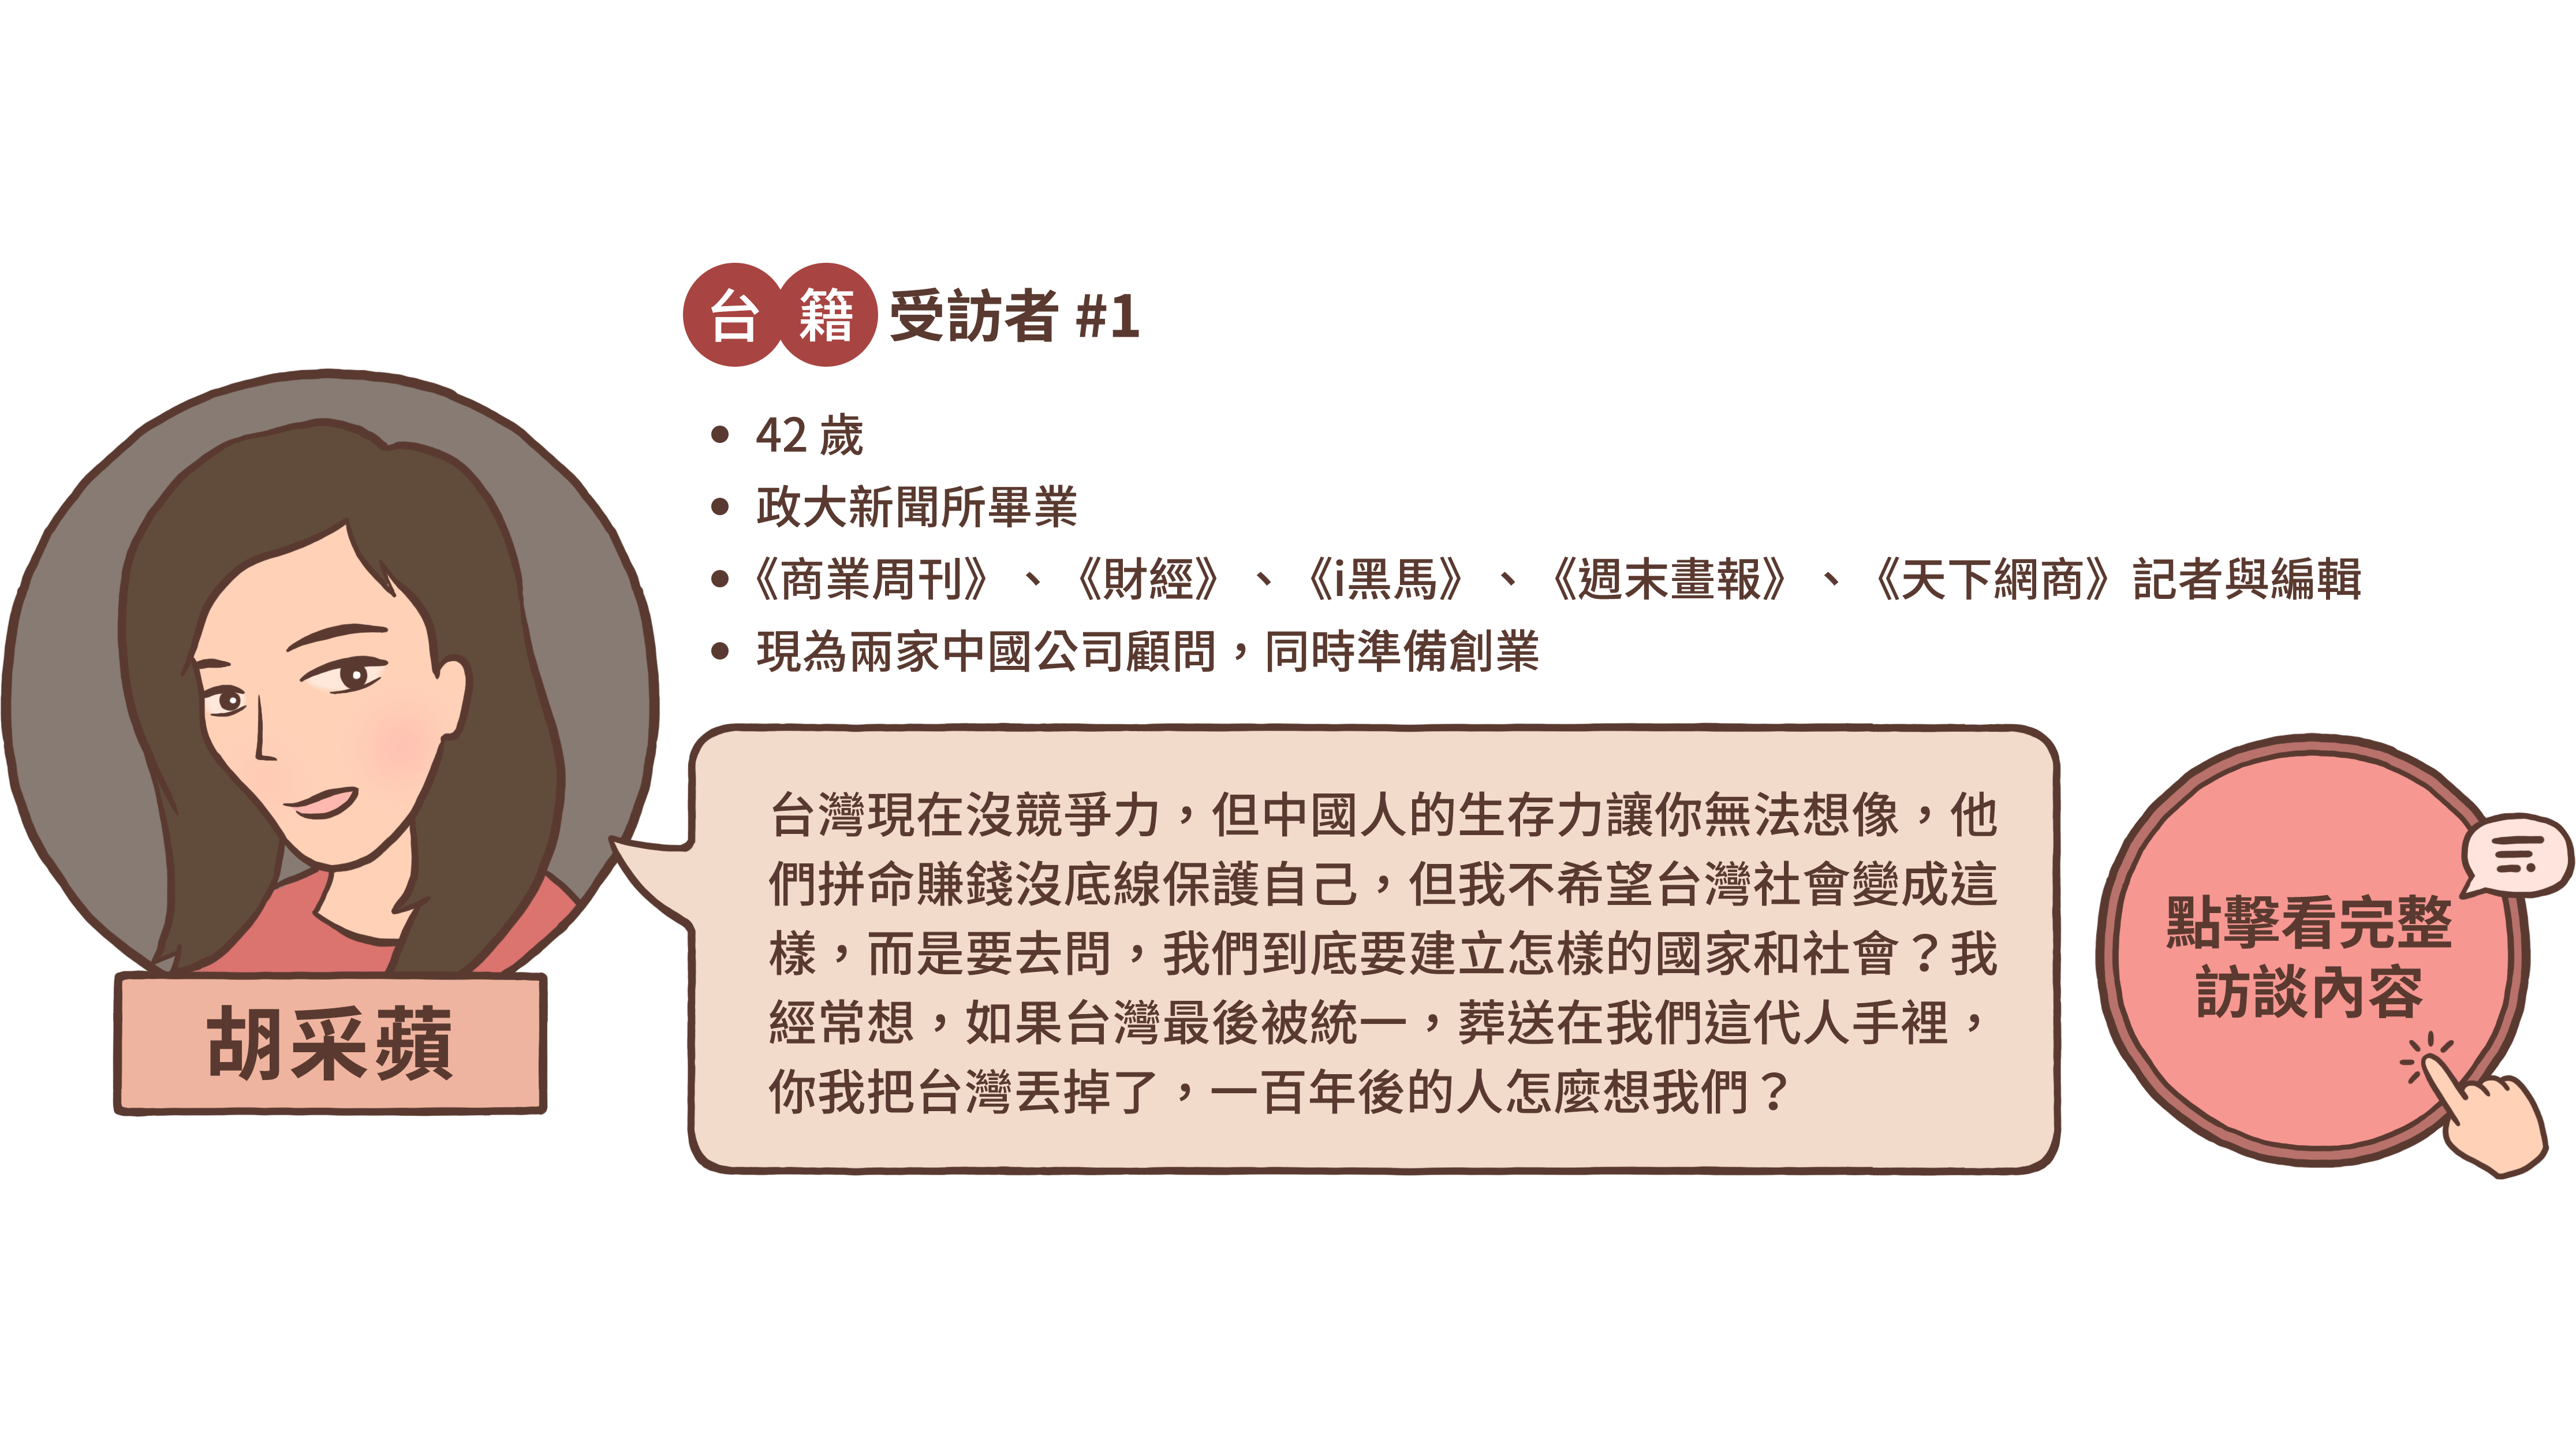 台籍受訪者 #1
• 42 歲
• 政大新聞所畢業
• 《商業周刊》、《財經》、《i黑馬》、《週末畫報》、《天下網商》記者與編輯
• 現為兩家中國公司顧問，同時準備創業
台灣現在沒競爭力，但中國人的生存力讓你無法想像，他
們拼命賺錢沒底線保護自己，但我不希望台灣社會變成這
樣，而是要去問，我們到底要建立怎樣的國家和社會？我
經常想，如果台灣最後被統一，葬送在我們這代人手裡，
你我把台灣丟掉了，一百年後的人怎麼想我們？
胡采蘋
點擊看完整
訪談內容